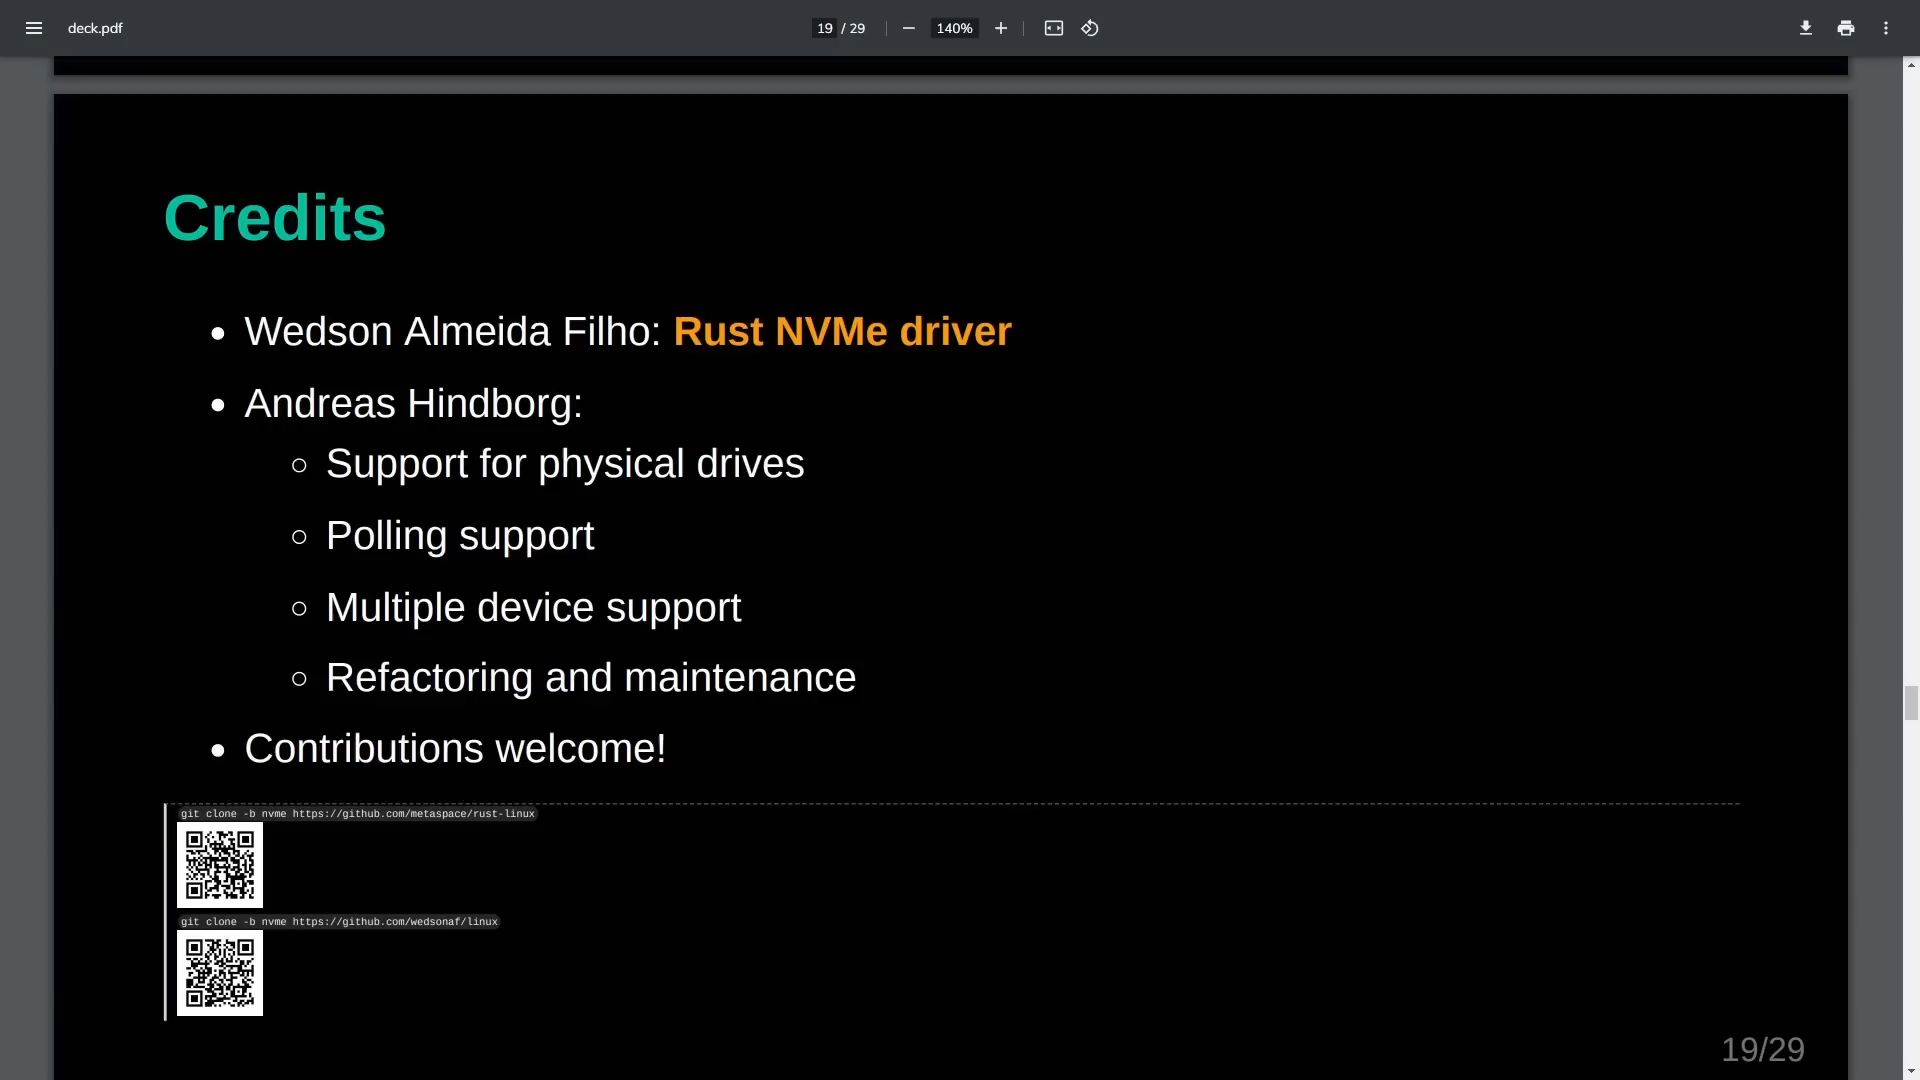 deck.pdf
19 / 29
140%
Credits
Wedson Almeida Filho: Rust NVMe driver
Andreas Hindborg:
Support for physical drives
Polling support
Multiple device support
Refactoring and maintenance
Contributions welcome!
git clone -b nvme https://github.com/metaspace/rust-linux
git clone -b nvme https://github.com/wedsonaf/linux
19/29